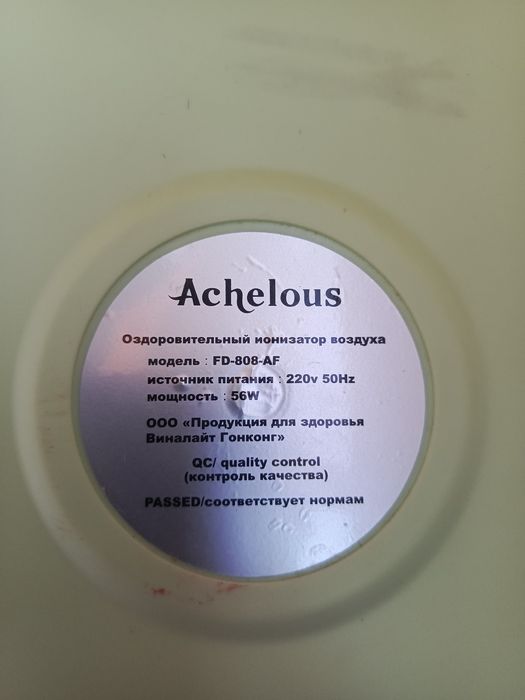 Achelous
Оздоровительный ионизатор воздуха
модель : FD-808-AF
источник питания : 220v 50Hz
мощность : 56W
ООО «Продукция для здоровья
Виналайт Гонконг»
QC/ quality control
(контроль качества)
PASSED/соответствует нормам